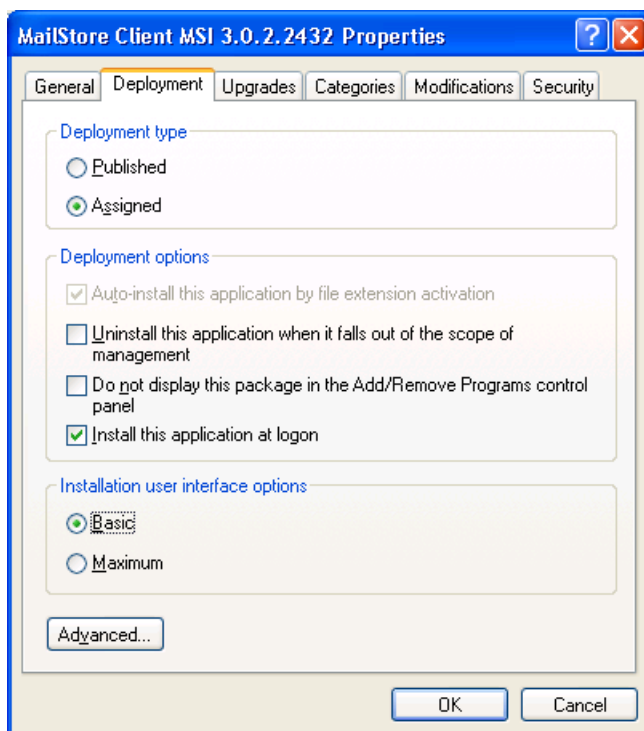 MailStore Client MSI 3.0.2.2432 Properties
General Deployment Upgrades Categories Modifications Security
Deployment type
Published
Assigned
Deployment options
Auto-install this application by file extension activation
Uninstall this application when it falls out of the scope of
management
Do not display this package in the Add/Remove Programs control
panel
Install this application at logon
Installation user interface options
Basic
Maximum
Advanced...
OK Cancel